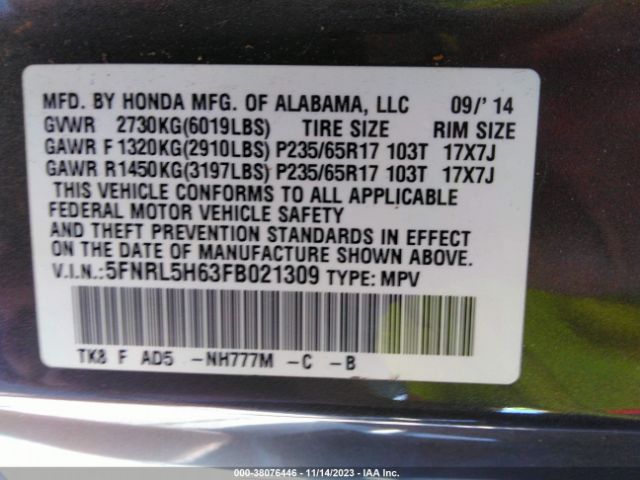 MFD. BY HONDA MFG. OF ALABAMA, LLC 09/' 14
GVWR 2730KG(6019LBS) TIRE SIZE RIM SIZE
GAWR F 1320KG(2910LBS) P235/65R17 103T 17X7J
GAWR R1450KG(3197LBS) P235/65R17 103T 17X7J
THIS VEHICLE CONFORMS TO ALL APPLICABLE
FEDERAL MOTOR VEHICLE SAFETY
AND THEFT PREVENTION STANDARDS IN EFFECT
ON THE DATE OF MANUFACTURE SHOWN ABOVE.
V.I.N.: 5FNRL5H63FB021309 TYPE: MPV
TK8 F AD5 -NH777M -C -B
000-38076446 - 11/14/2023 - IAA Inc.